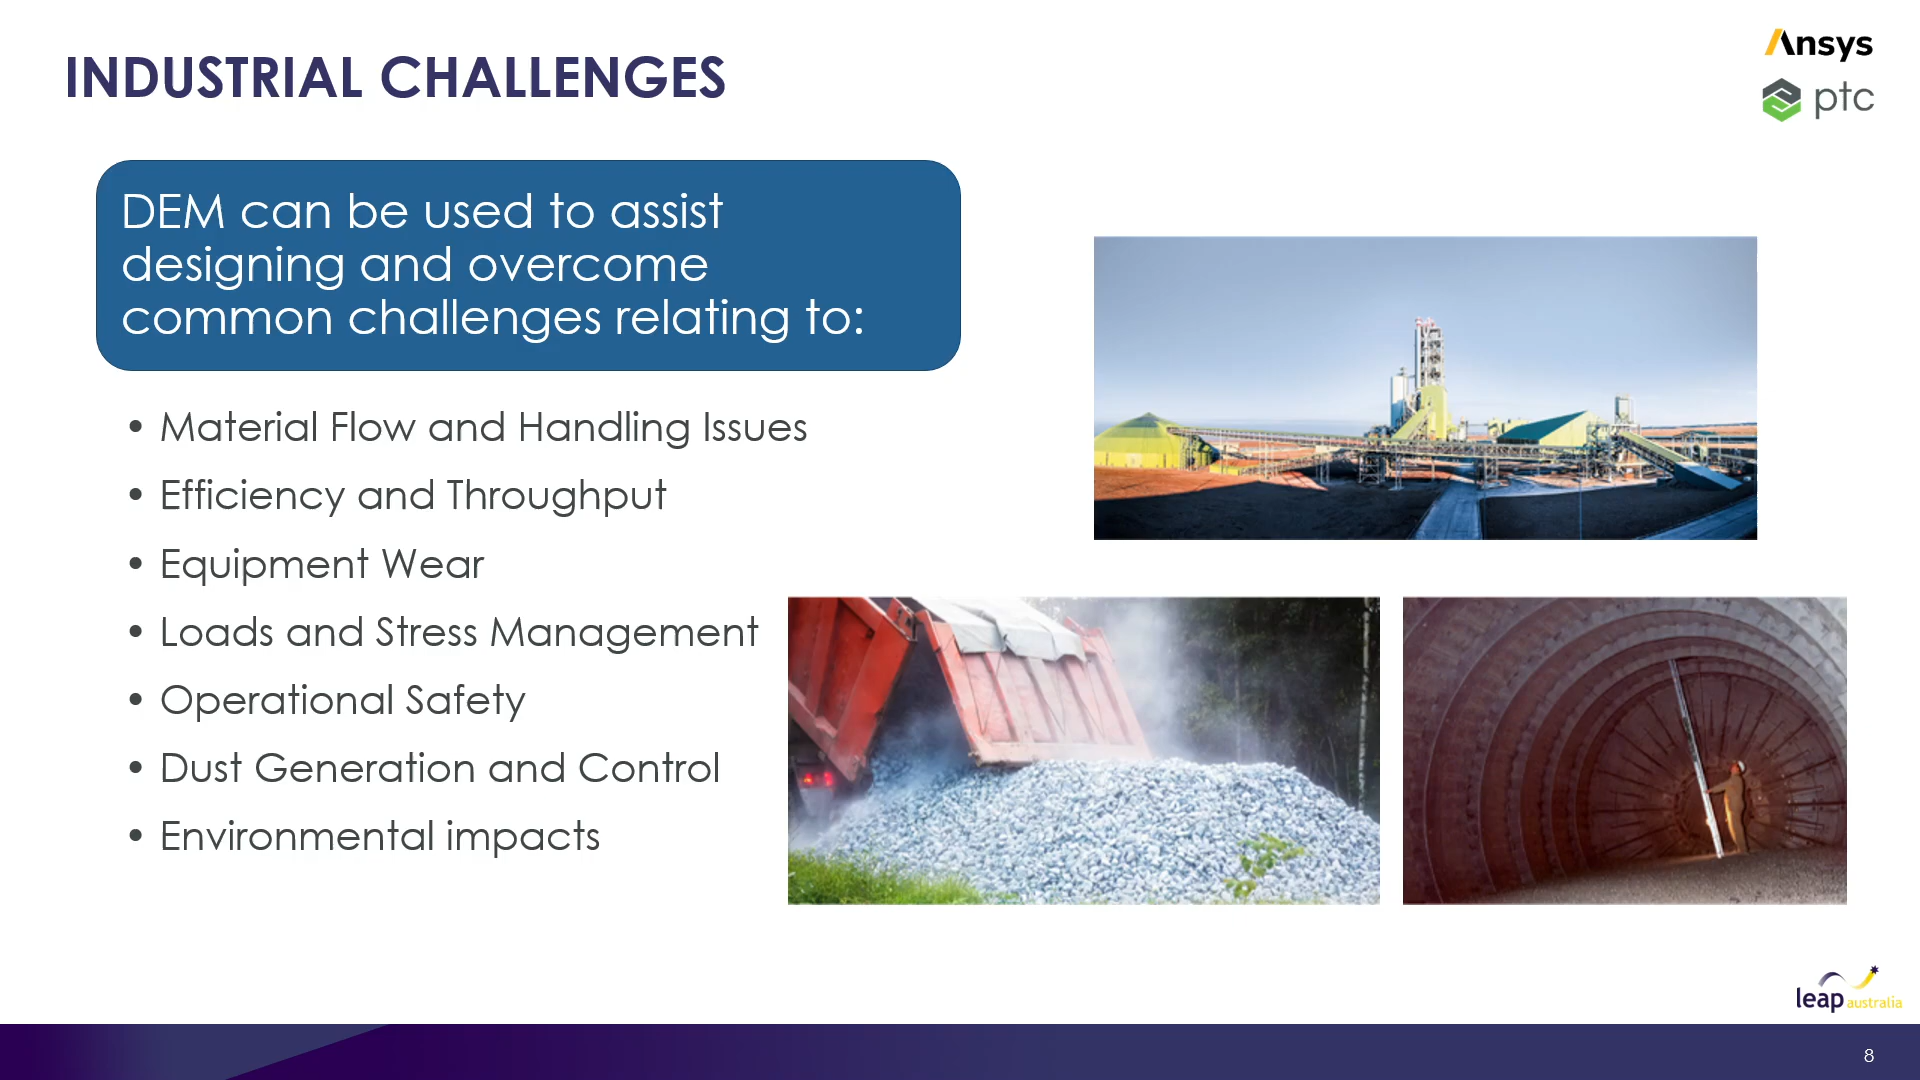 INDUSTRIAL CHALLENGES
Ansys
ptc
DEM can be used to assist
designing and overcome
common challenges relating to:
• Material Flow and Handling Issues
• Efficiency and Throughput
• Equipment Wear
• Loads and Stress Management
• Operational Safety
• Dust Generation and Control
• Environmental impacts
leap australia
8